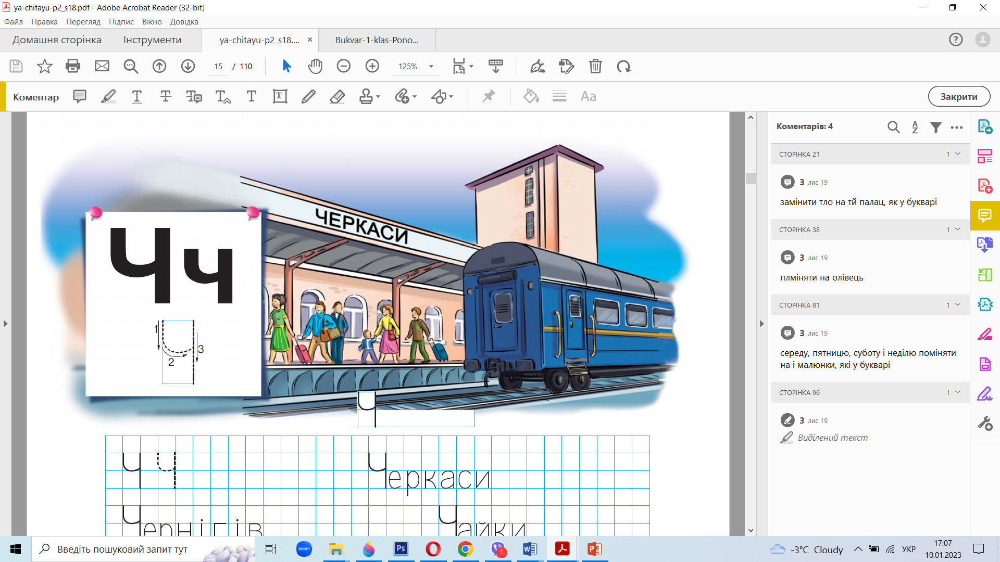 ya-chitayu-p2_s18.pdf - Adobe Acrobat Reader (32-bit)
Файл Правка Перегляд Підпис Вікно Довідка
Домашня сторінка Інструменти ya-chitayu-p2_s18.... Bukvar-1-klas-Pono...
15 / 110 125%
Коментар Закрити
Коментарів: 4
СТОРІНКА 21 1
3 лис 19
замінити тло на тй палац, як у букварі
СТОРІНКА 38 1
3 лис 19
плміняти на олівець
СТОРІНКА 81 1
3 лис 19
середу, пятницю, суботу і неділю поміняти
на і малюнки, які у букварі
СТОРІНКА 96 1
3 лис 19
Виділений текст
ЧЕРКАСИ
Чч
1
2
3
Ч
Ч Ч Черкаси
Чернігів Чайки
Введіть пошуковий запит тут
zoom
Ps
1
-3°C Cloudy УКР 17:07
10.01.2023